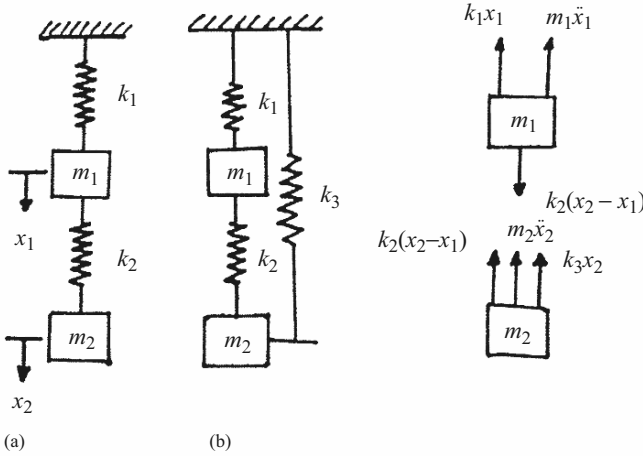 k₁
m₁
x₁
k₂
m₂
x₂
(a)
k₁
m₁
k₃
k₂
m₂
(b)
k₁x₁
m₁ẍ₁
m₁
k₂(x₂ − x₁)
k₂(x₂−x₁)
m₂ẍ₂
k₃x₂
m₂